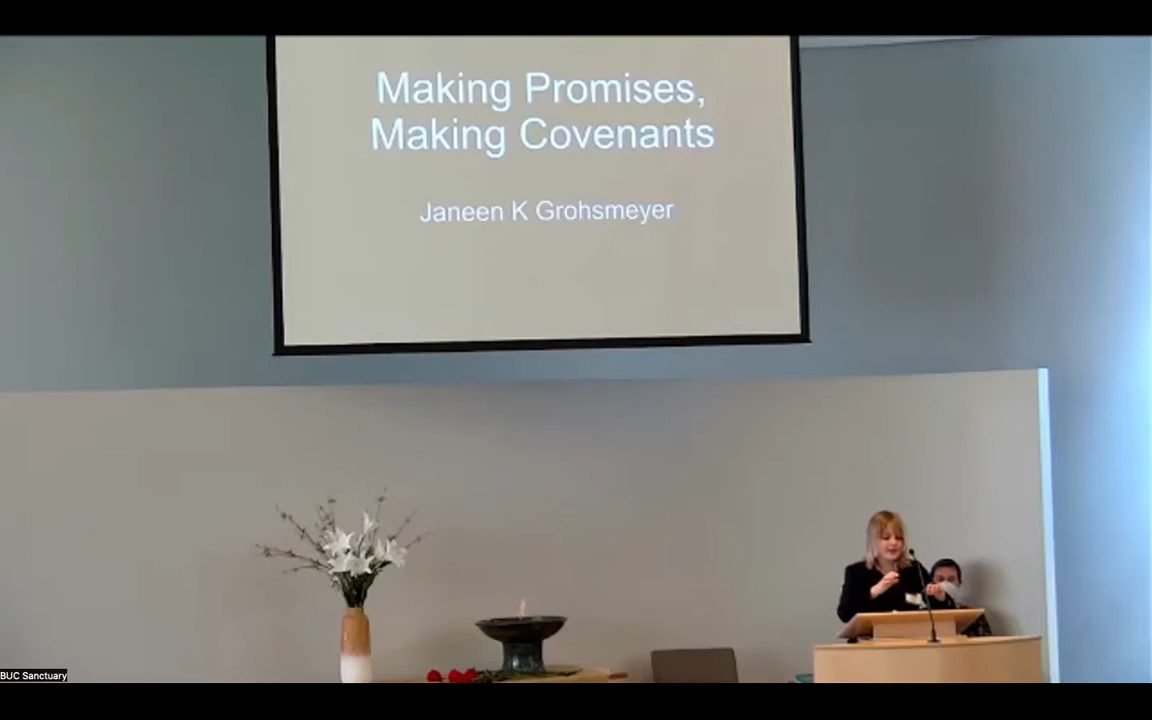 Making Promises,
Making Covenants
Janeen K Grohsmeyer
BUC Sanctuary